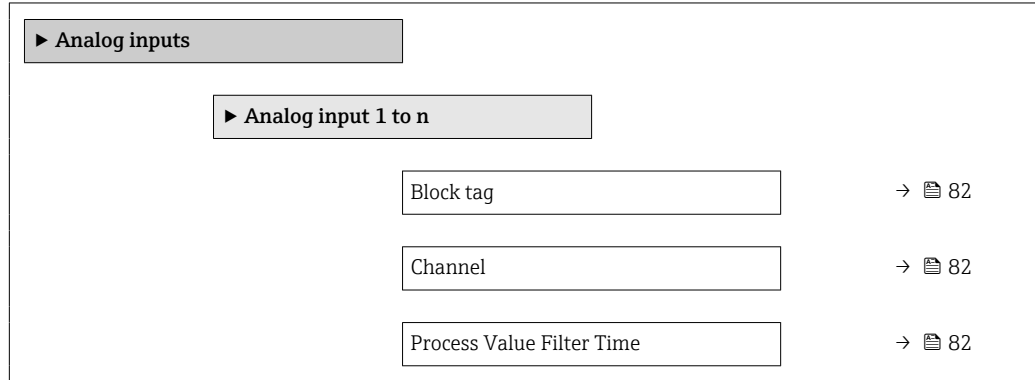 ▶ Analog inputs
▶ Analog input 1 to n
Block tag → 82
Channel → 82
Process Value Filter Time → 82